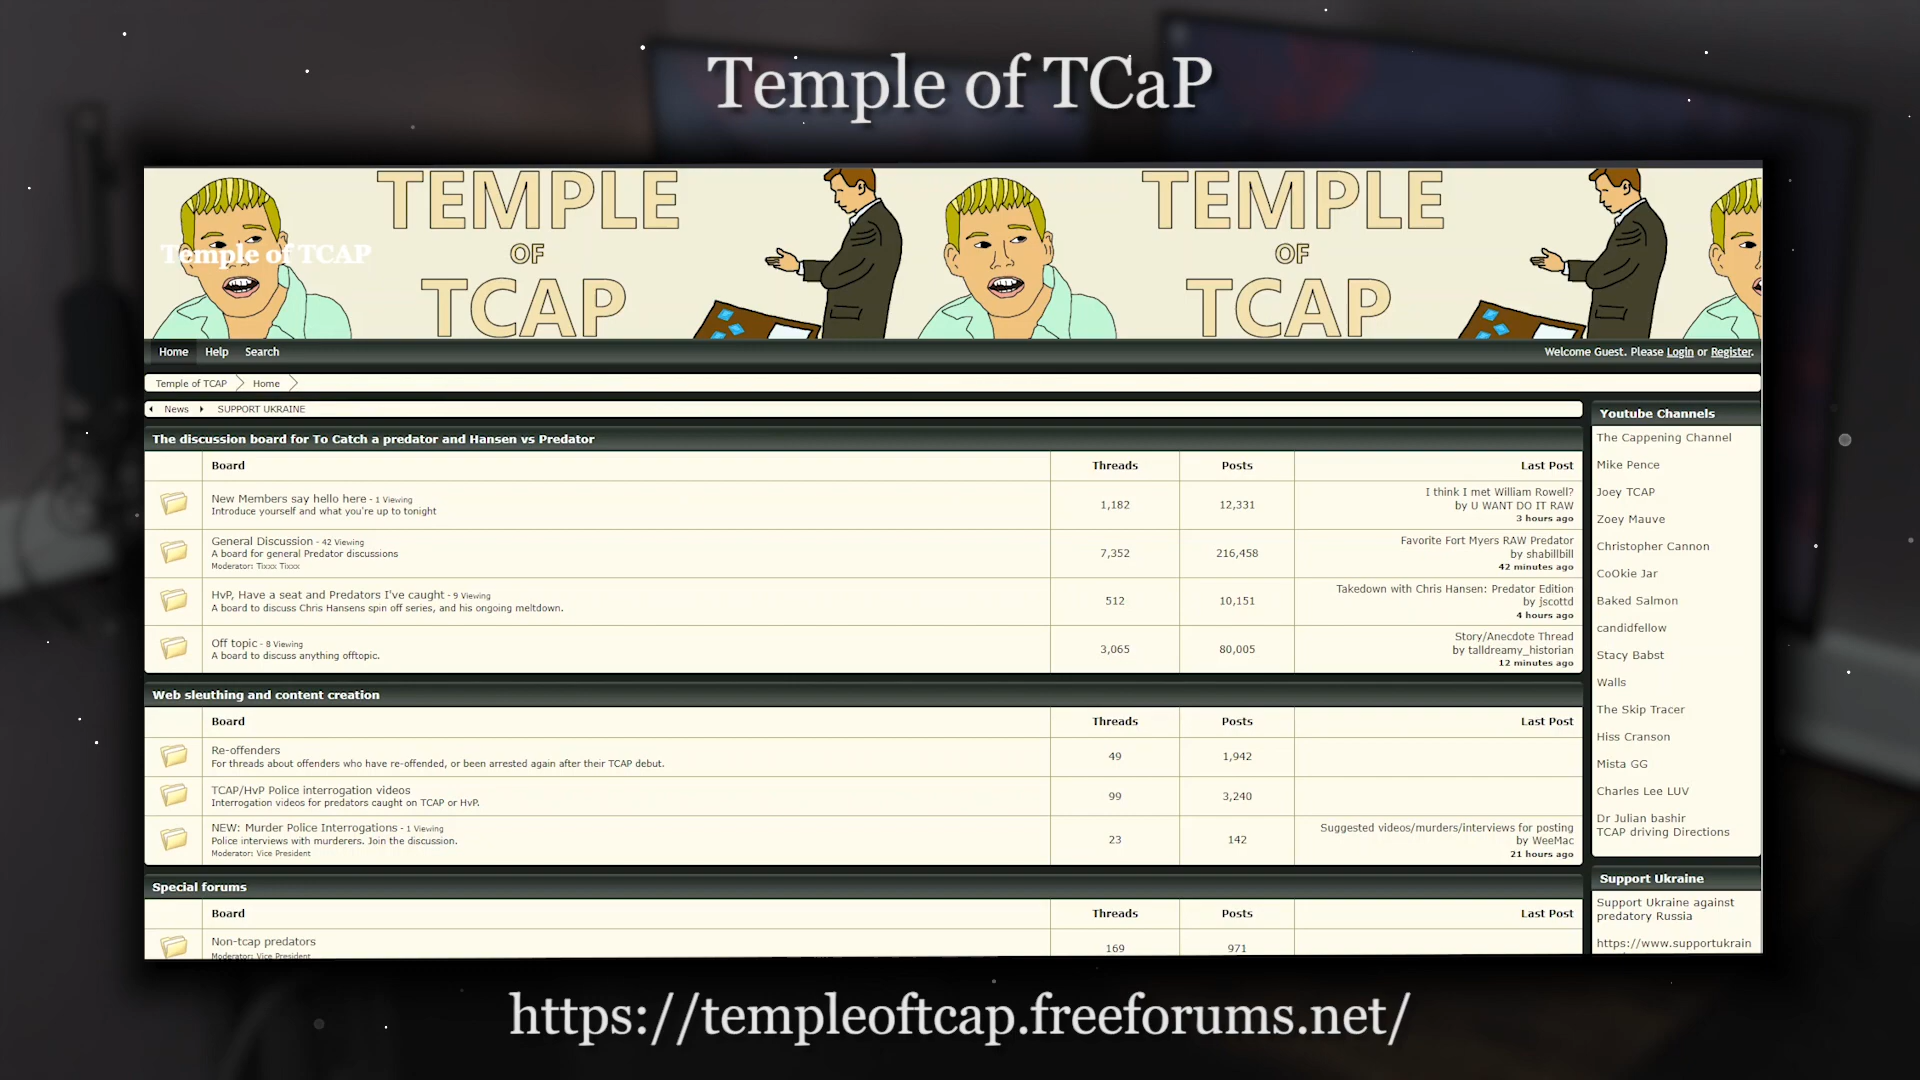 Temple of TCaP
TEMPLE
OF
TCAP
TEMPLE
OF
TCAP
Temple of TCAP
Home Help Search
Welcome Guest. Please Login or Register.
Temple of TCAP Home
News SUPPORT UKRAINE
The discussion board for To Catch a predator and Hansen vs Predator
Board Threads Posts Last Post
New Members say hello here - 1 Viewing
Introduce yourself and what you're up to tonight
1,182 12,331
I think I met William Rowell?
by U WANT DO IT RAW
3 hours ago
General Discussion - 42 Viewing
A board for general Predator discussions
Moderator: Tixxx Tixxx
7,352 216,458
Favorite Fort Myers RAW Predator
by shabillbill
42 minutes ago
HvP, Have a seat and Predators I've caught - 9 Viewing
A board to discuss Chris Hansens spin off series, and his ongoing meltdown.
512 10,151
Takedown with Chris Hansen: Predator Edition
by jscottd
4 hours ago
Off topic - 8 Viewing
A board to discuss anything offtopic.
3,065 80,005
Story/Anecdote Thread
by talldreamy_historian
12 minutes ago
Web sleuthing and content creation
Board Threads Posts Last Post
Re-offenders
For threads about offenders who have re-offended, or been arrested again after their TCAP debut.
49 1,942
TCAP/HvP Police interrogation videos
Interrogation videos for predators caught on TCAP or HvP.
99 3,240
NEW: Murder Police Interrogations - 1 Viewing
Police interviews with murderers. Join the discussion.
Moderator: Vice President
23 142
Suggested videos/murders/interviews for posting
by WeeMac
21 hours ago
Special forums
Board Threads Posts Last Post
Non-tcap predators
Moderator: Vice President
169 971
Youtube Channels
The Cappening Channel
Mike Pence
Joey TCAP
Zoey Mauve
Christopher Cannon
CoOkie Jar
Baked Salmon
candidfellow
Stacy Babst
Walls
The Skip Tracer
Hiss Cranson
Mista GG
Charles Lee LUV
Dr Julian bashir
TCAP driving Directions
Support Ukraine
Support Ukraine against
predatory Russia
https://www.supportukrain
https://templeoftcap.freeforums.net/